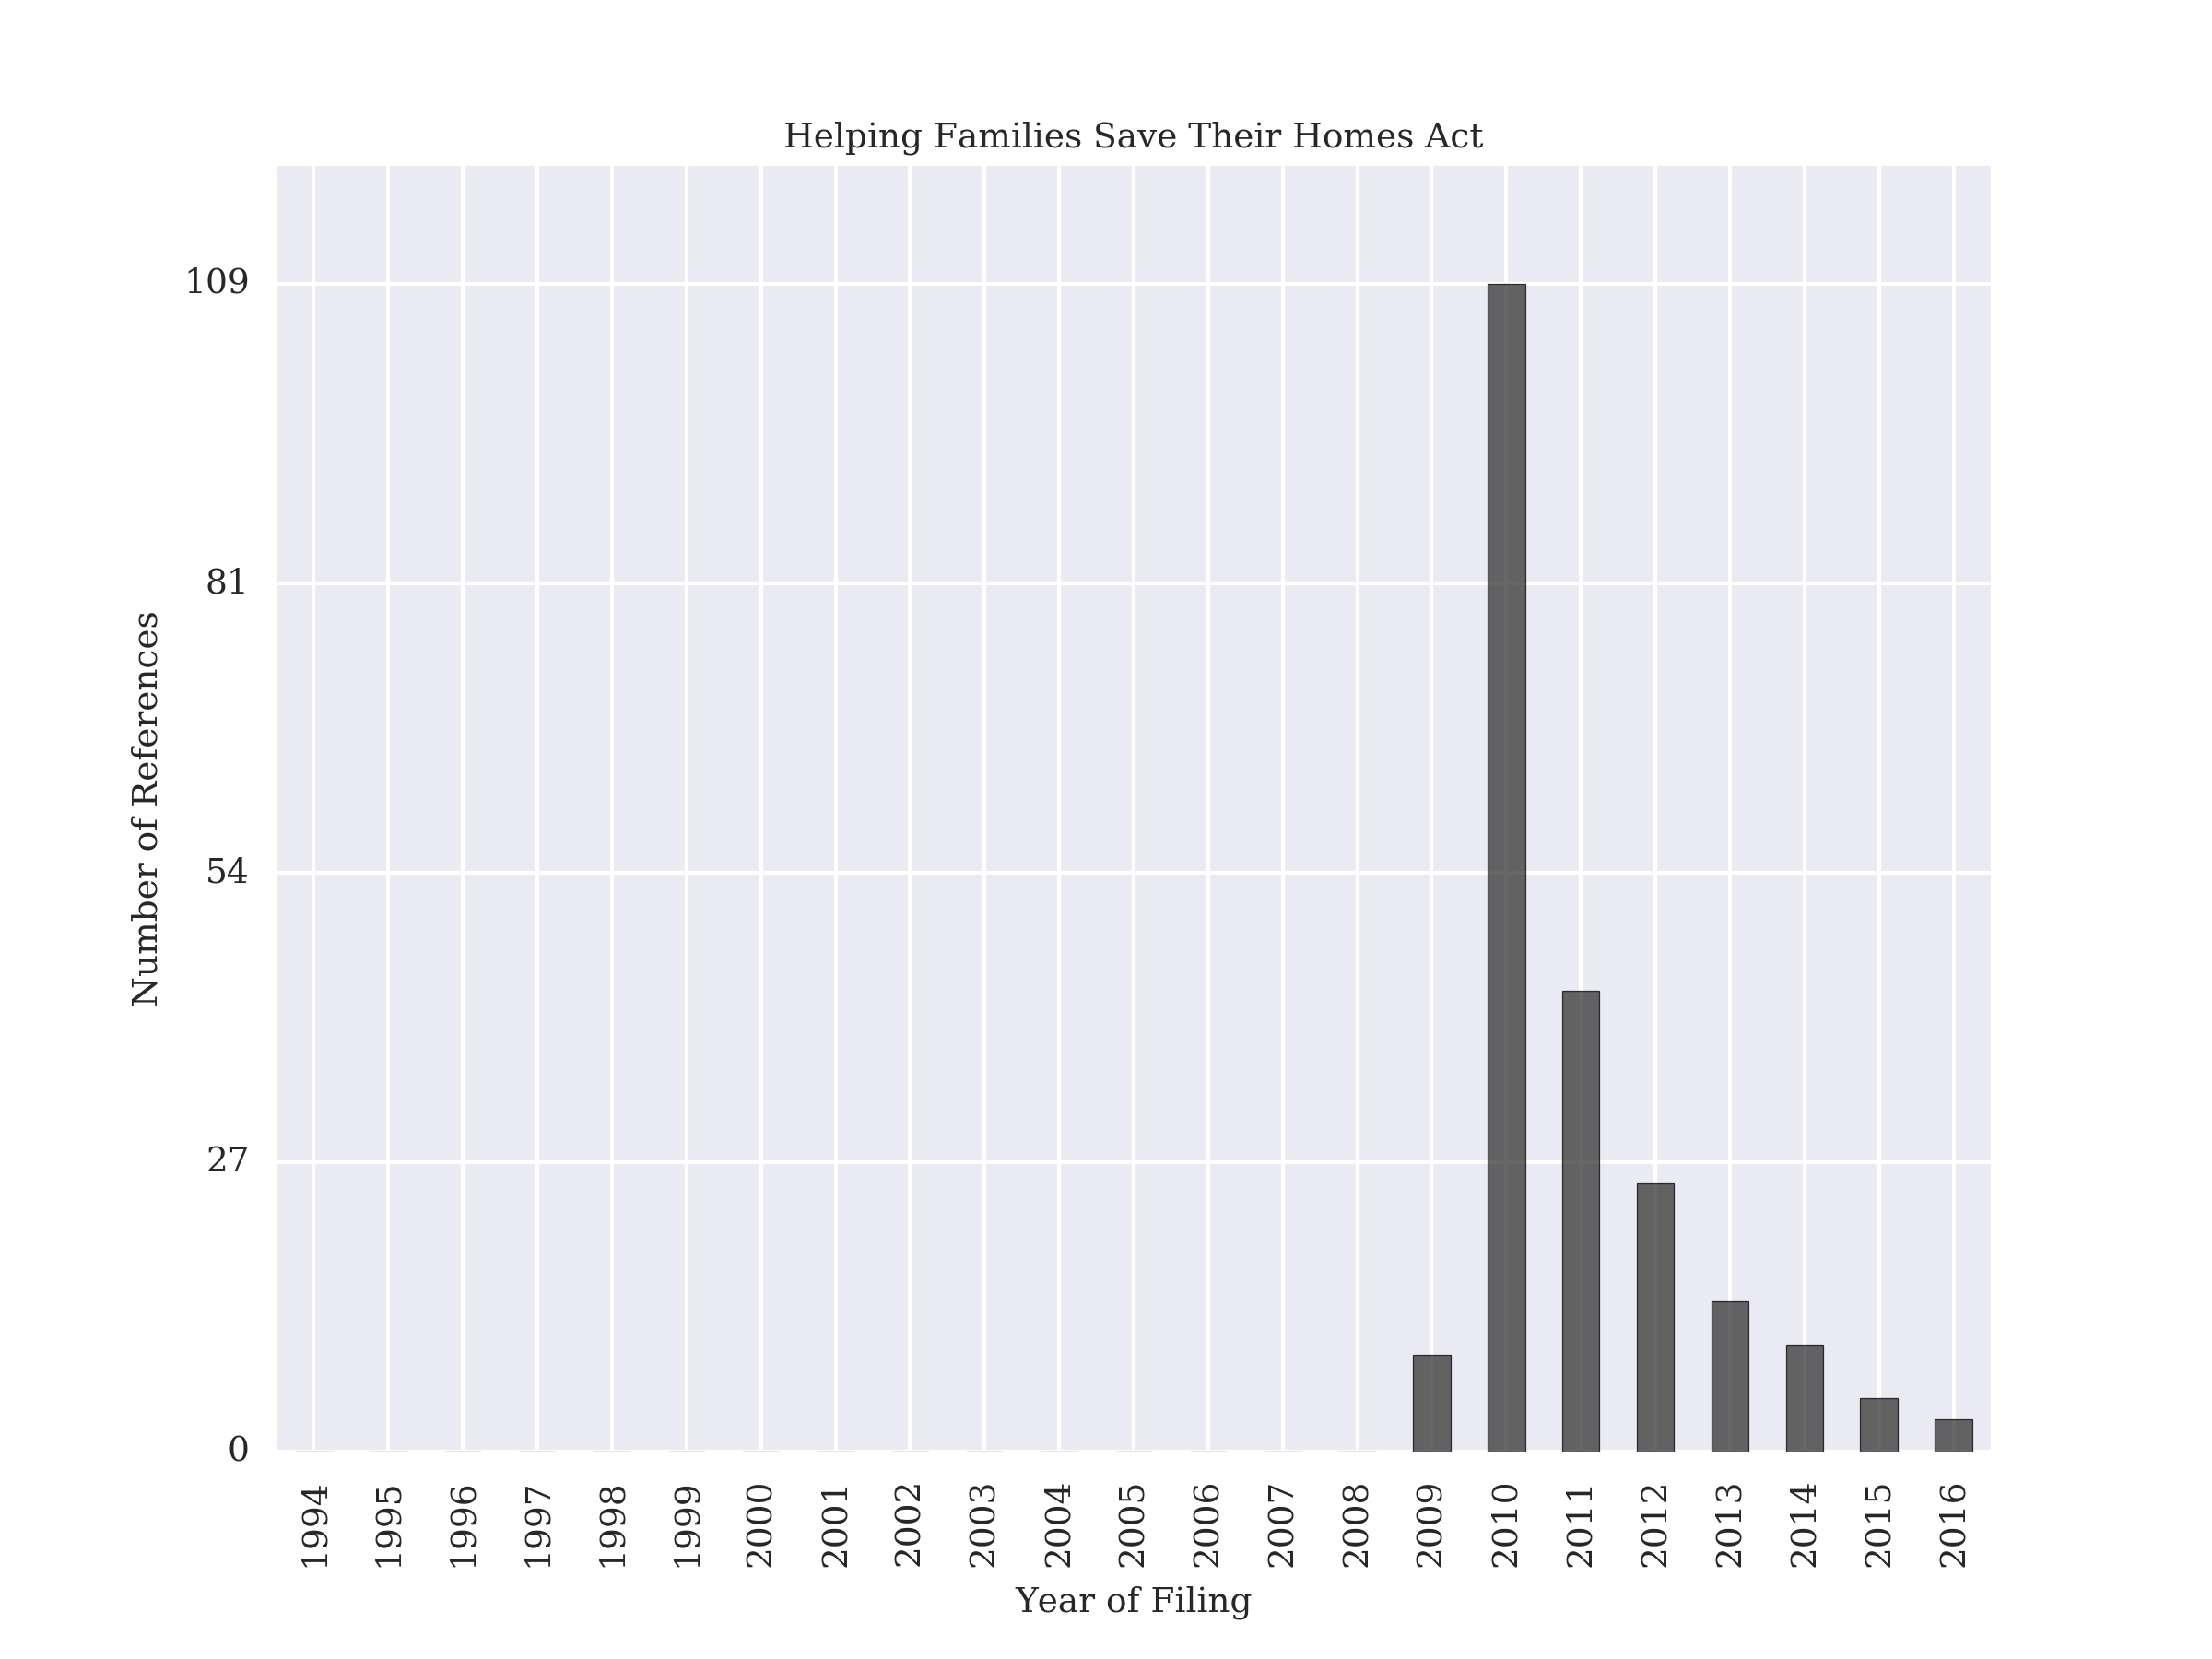 Helping Families Save Their Homes Act
109
81
54
27
0
Number of References
1994 1995 1996 1997 1998 1999 2000 2001 2002 2003 2004 2005 2006 2007 2008 2009 2010 2011 2012 2013 2014 2015 2016
Year of Filing